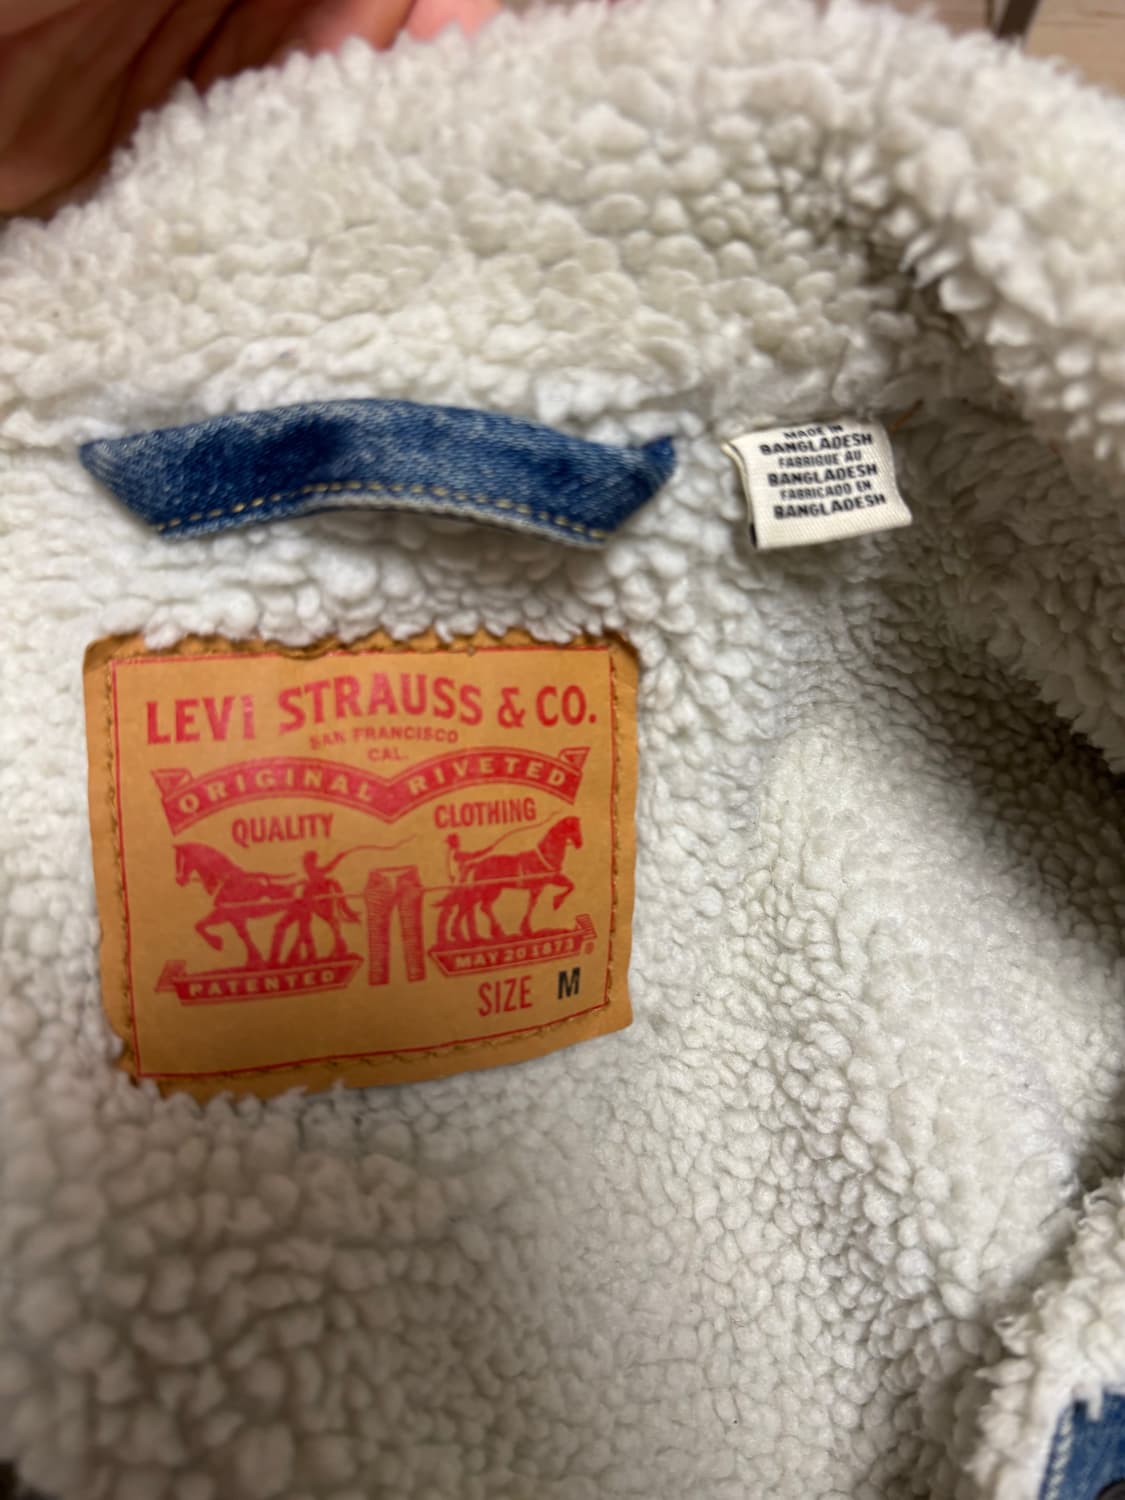 MADE IN
BANGLADESH
FABRIQUE AU
BANGLADESH
FABRICADO EN
BANGLADESH
LEVI STRAUSS & CO.
SAN FRANCISCO
CAL.
ORIGINAL RIVETED
QUALITY CLOTHING
PATENTED MAY 20 1873 ®
SIZE M